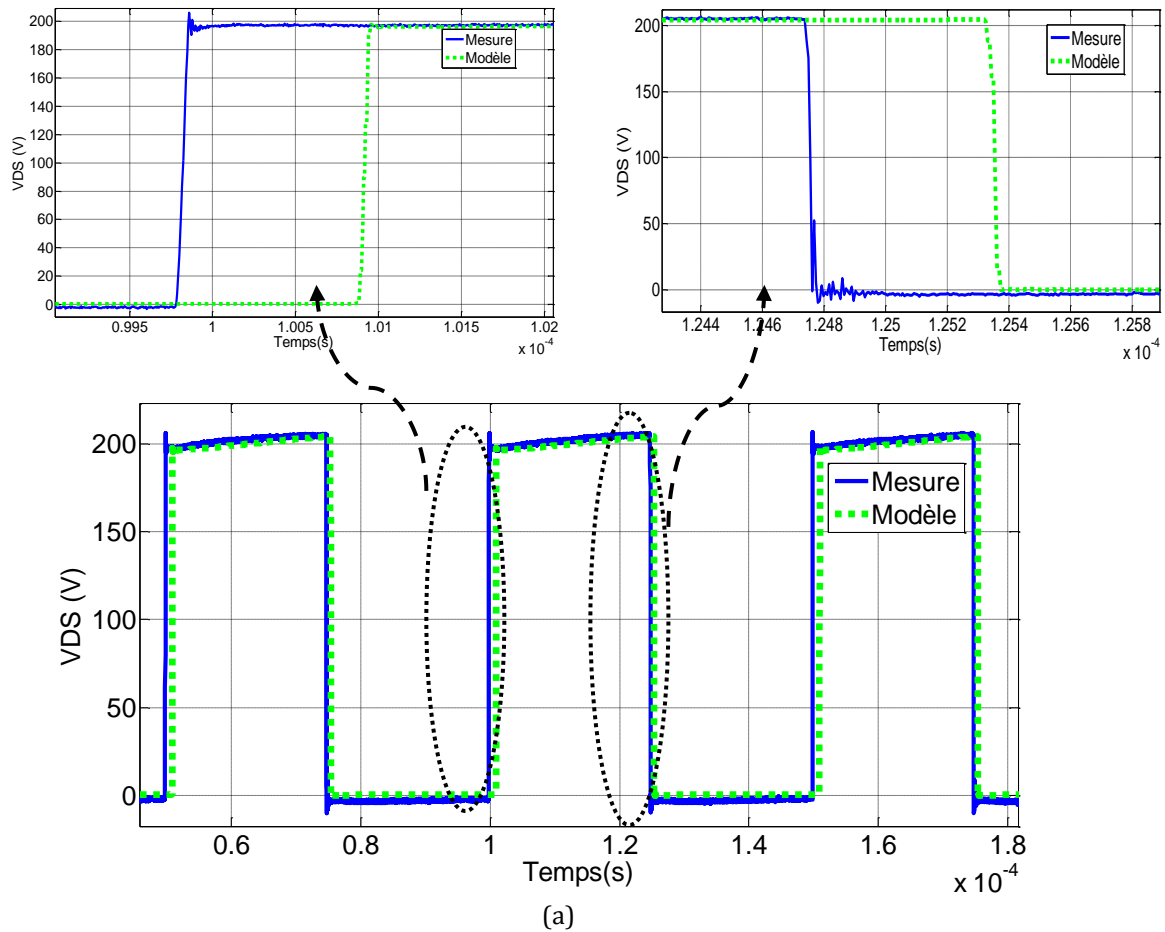 200
180
160
140
120
100
80
60
40
20
0
VDS (V)
Mesure
Modèle
0.995
1
1.005
1.01
1.015
1.02
Temps(s)
x 10-4
200
150
100
50
0
VDS (V)
Mesure
Modèle
1.244
1.246
1.248
1.25
1.252
1.254
1.256
1.258
Temps(s)
x 10-4
200
150
100
50
0
VDS (V)
Mesure
Modèle
0.6
0.8
1
1.2
1.4
1.6
1.8
Temps(s)
x 10-4
(a)